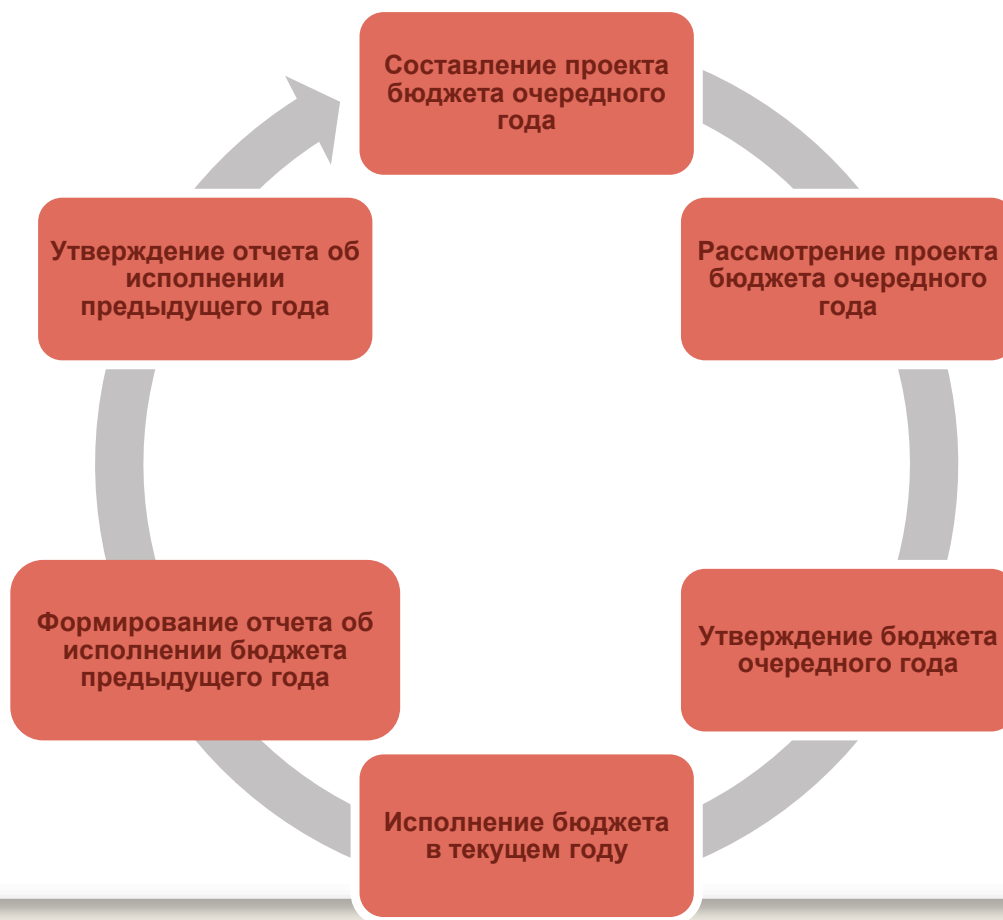 Составление проекта
бюджета очередного
года
Рассмотрение проекта
бюджета очередного
года
Утверждение бюджета
очередного года
Исполнение бюджета
в текущем году
Формирование отчета об
исполнении бюджета
предыдущего года
Утверждение отчета об
исполнении
предыдущего года